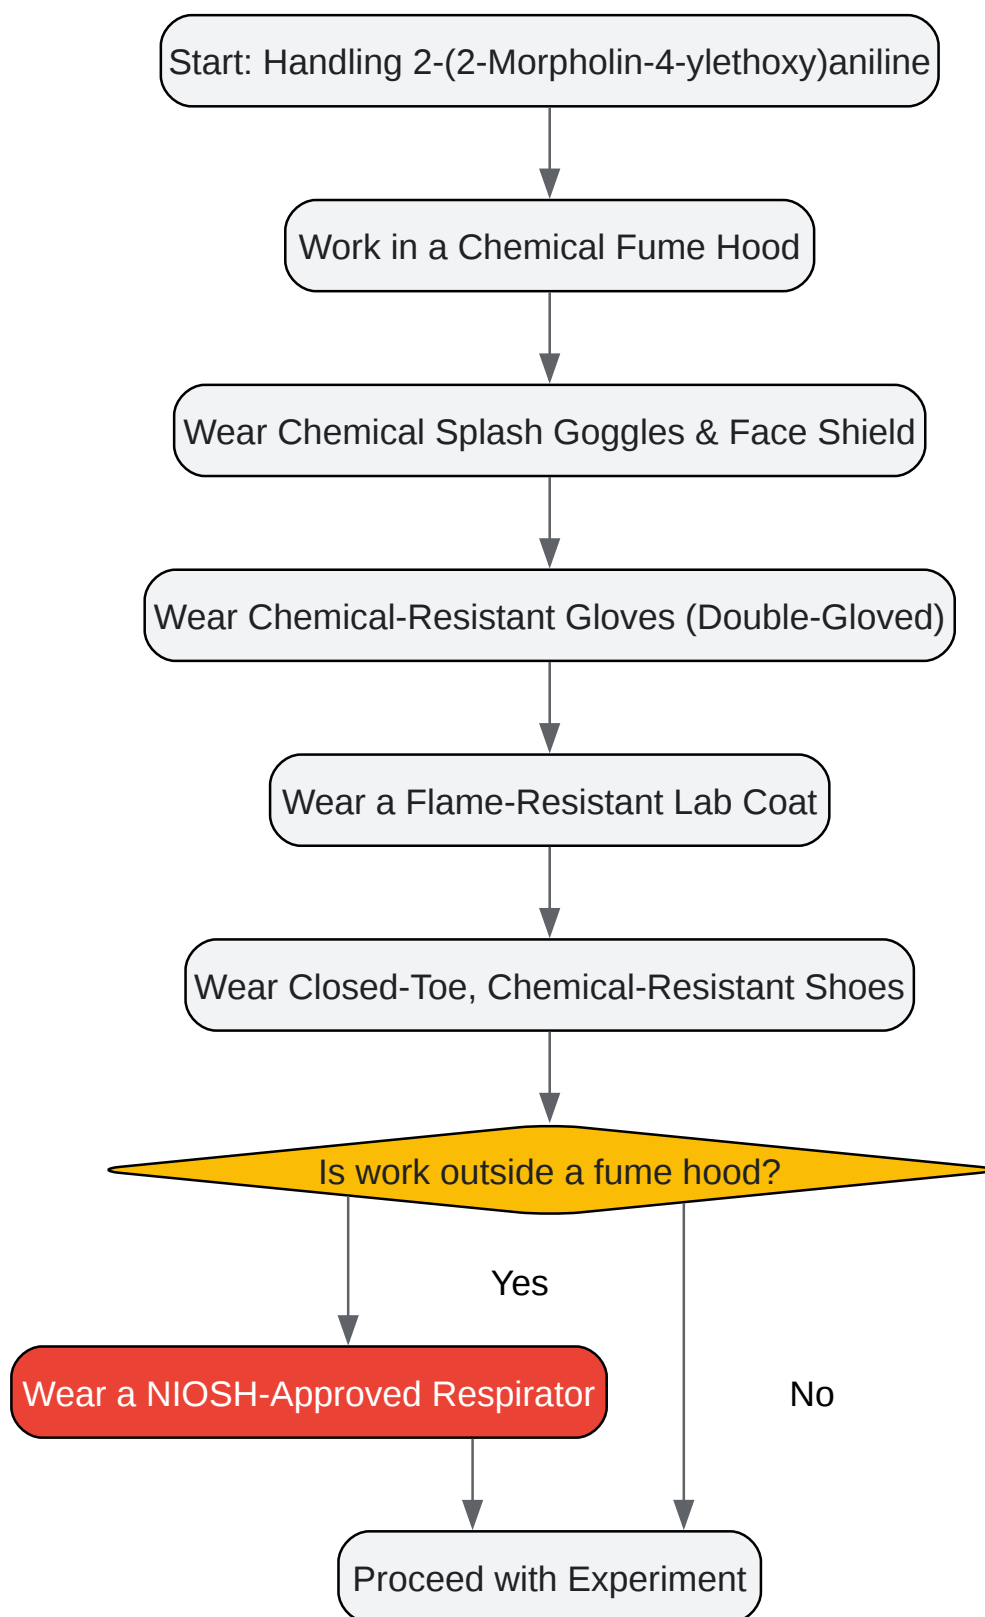 Start: Handling 2-(2-Morpholin-4-ylethoxy)aniline
Work in a Chemical Fume Hood
Wear Chemical Splash Goggles & Face Shield
Wear Chemical-Resistant Gloves (Double-Gloved)
Wear a Flame-Resistant Lab Coat
Wear Closed-Toe, Chemical-Resistant Shoes
Is work outside a fume hood?
Yes
Wear a NIOSH-Approved Respirator
No
Proceed with Experiment